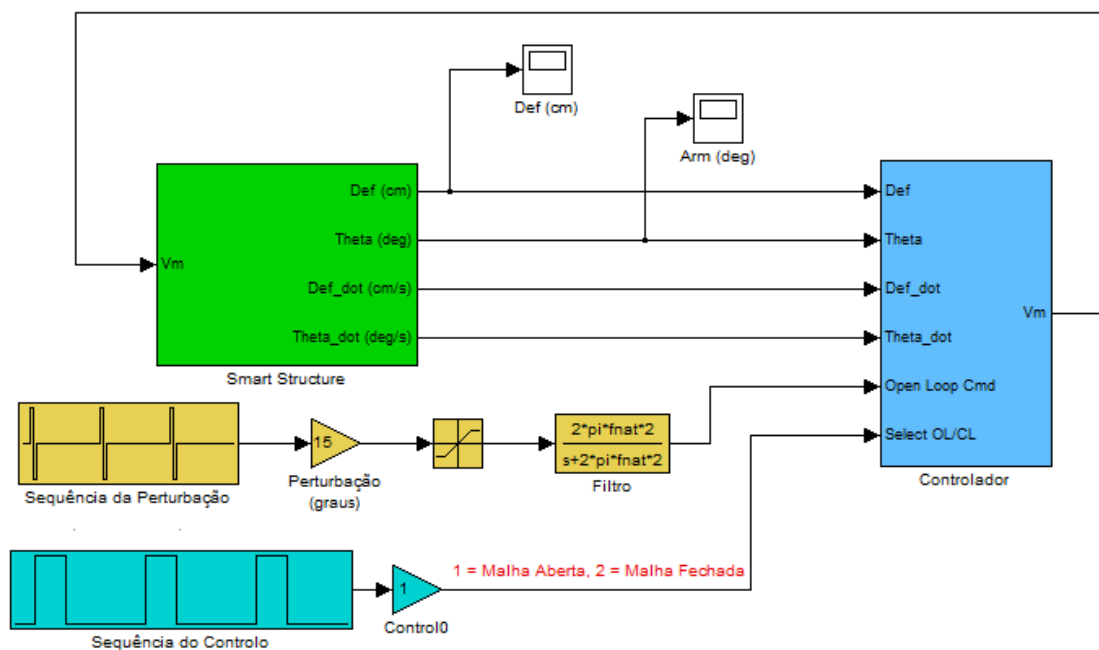 Def (cm)
Arm (deg)
Vm
Def (cm)
Theta (deg)
Def_dot (cm/s)
Theta_dot (deg/s)
Smart Structure
Def
Theta
Def_dot
Theta_dot
Open Loop Cmd
Select OL/CL
Vm
Controlador
Sequência da Perturbação
15
Perturbação
(graus)
2*pi*fnat*2
s+2*pi*fnat*2
Filtro
1 = Malha Aberta, 2 = Malha Fechada
1
Control0
Sequência do Controlo